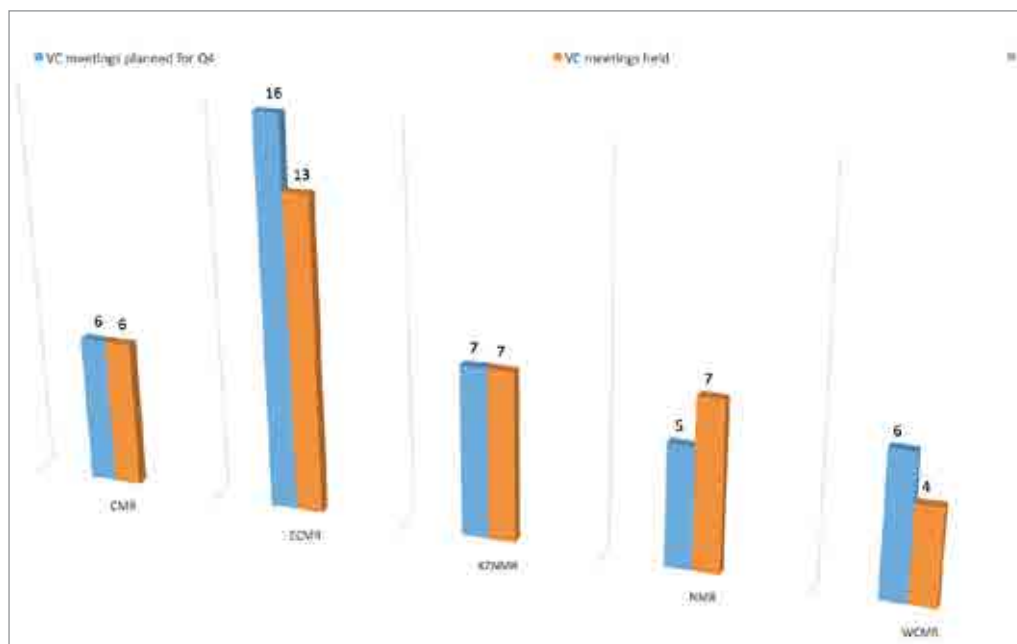 VC meetings planned for Q4
VC meetings held
16
13
6 6
7 7
7
5
6
4
CMR
ECMR
KZNMR
NMR
WCMR